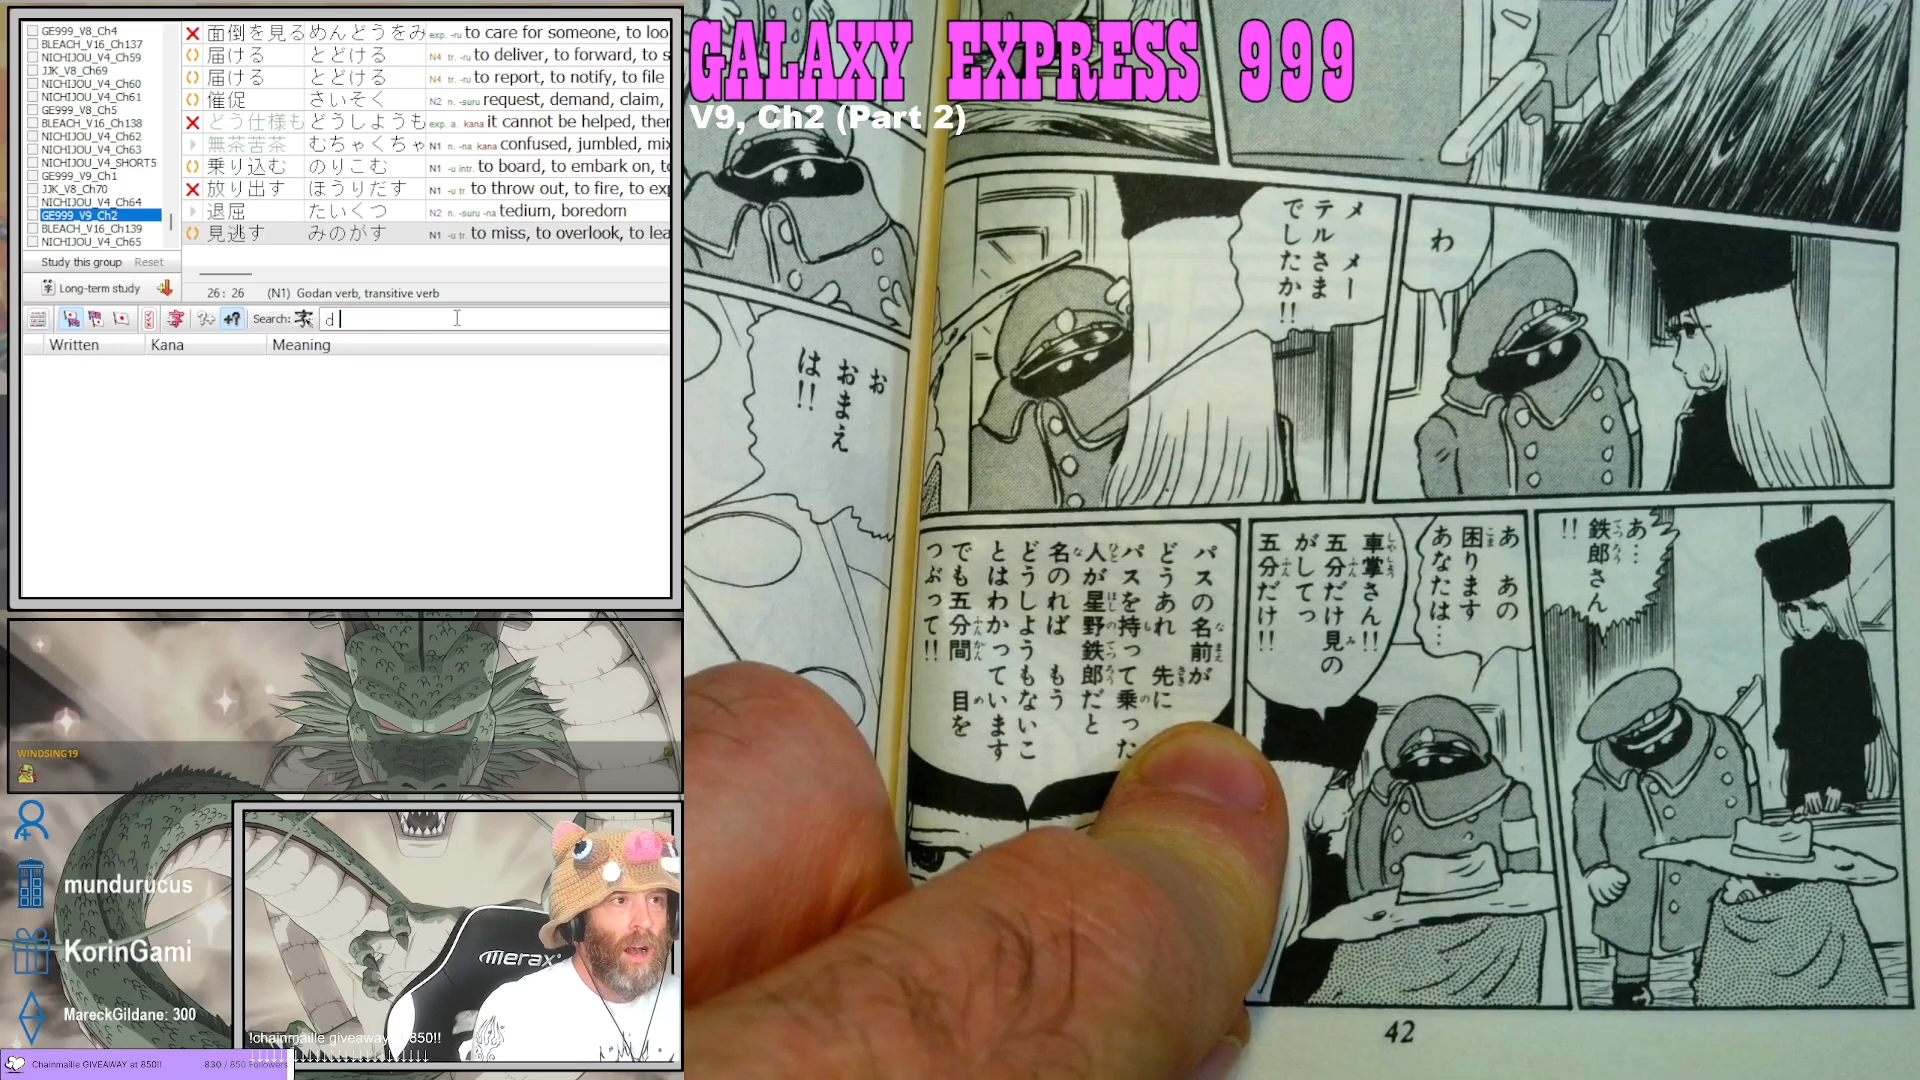 GE999_V8_Ch4
BLEACH_V16_Ch137
NICHIJOU_V4_Ch59
JJK_V8_Ch69
NICHIJOU_V4_Ch60
NICHIJOU_V4_Ch61
GE999_V8_Ch5
BLEACH_V16_Ch138
NICHIJOU_V4_Ch62
NICHIJOU_V4_Ch63
NICHIJOU_V4_SHORT5
GE999_V9_Ch1
JJK_V8_Ch70
NICHIJOU_V4_Ch64
GE999_V9_Ch2
BLEACH_V16_Ch139
NICHIJOU_V4_Ch65
Study this group Reset
Long-term study
面倒を見る めんどうをみ exp. -ru to care for someone, to loo
届ける とどける N4 tr. -ru to deliver, to forward, to s
届ける とどける N4 tr. -ru to report, to notify, to file
催促 さいそく N2 n. -suru request, demand, claim,
どう仕様も どうしようも exp. a. kana it cannot be helped, ther
無茶苦茶 むちゃくちゃ N1 n. -na kana confused, jumbled, mix
乗り込む のりこむ N1 -u intr. to board, to embark on, to
放り出す ほうりだす N1 -u tr. to throw out, to fire, to exp
退屈 たいくつ N2 n. -suru -na tedium, boredom
見逃す みのがす N1 -u tr. to miss, to overlook, to lea
26: 26 (N1) Godan verb, transitive verb
Search: d
Written Kana Meaning
GALAXY EXPRESS 999
V9, Ch2 (Part 2)
わ
メ メー
テルさま
でしたか!!
お
おまえ
は!!
あ…
鉄郎さん
!!
あ あの
困ります
あなたは…
車掌さん!!
五分だけ見の
がしてっ
五分だけ!!
パスの名前が
どうあれ 先に
パスを持って乗った
人が星野鉄郎だと
名のれば もう
どうしようもないこ
とはわかっています
でも五分間 目を
つぶって!!
42
WINDSING19
mundurucus
KorinGami
MareckGildane: 300
merax
!chainmaille giveaway
850!!
Chainmaille GIVEAWAY at 850!! 830 / 850 Followers